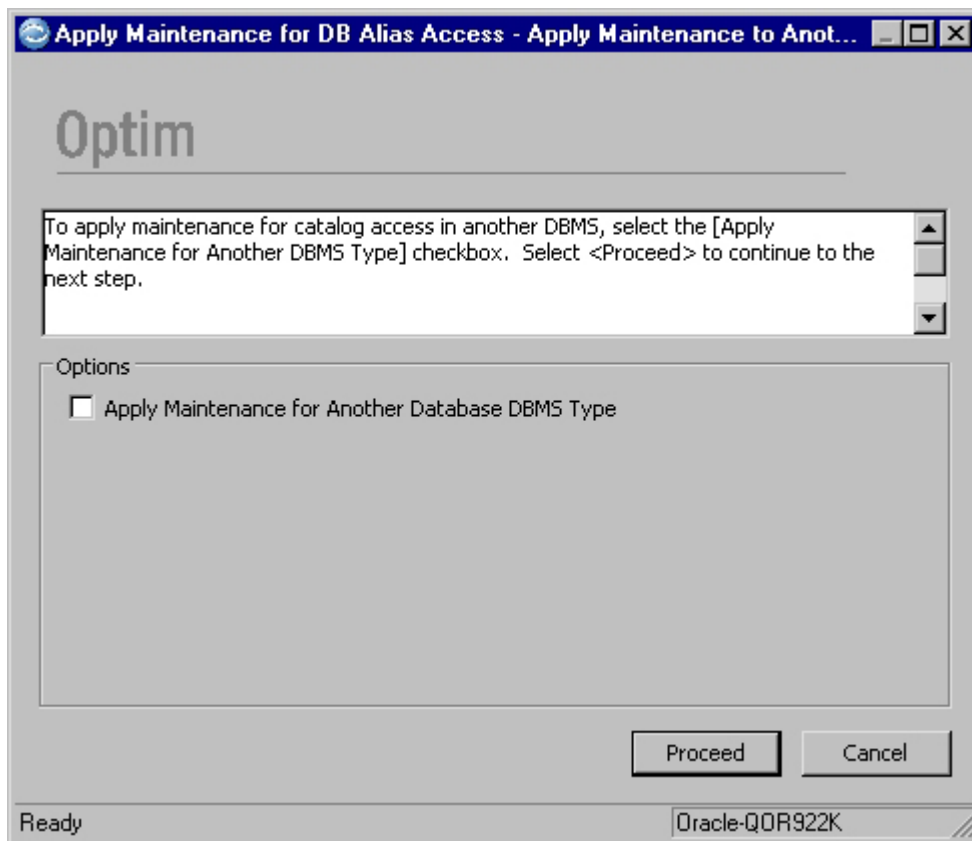 Apply Maintenance for DB Alias Access - Apply Maintenance to Anot...
Optim
To apply maintenance for catalog access in another DBMS, select the [Apply
Maintenance for Another DBMS Type] checkbox.  Select <Proceed> to continue to the
next step.
Options
Apply Maintenance for Another Database DBMS Type
Proceed
Cancel
Ready
Oracle-QOR922K